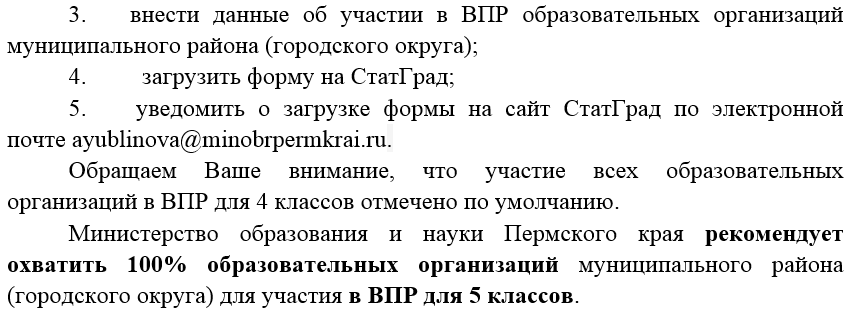 3. внести данные об участии в ВПР образовательных организаций
муниципального района (городского округа);
4. загрузить форму на СтатГрад;
5. уведомить о загрузке формы на сайт СтатГрад по электронной
почте ayublinova@minobrpermkrai.ru.
Обращаем Ваше внимание, что участие всех образовательных
организаций в ВПР для 4 классов отмечено по умолчанию.
Министерство образования и науки Пермского края рекомендует
охватить 100% образовательных организаций муниципального района
(городского округа) для участия в ВПР для 5 классов.